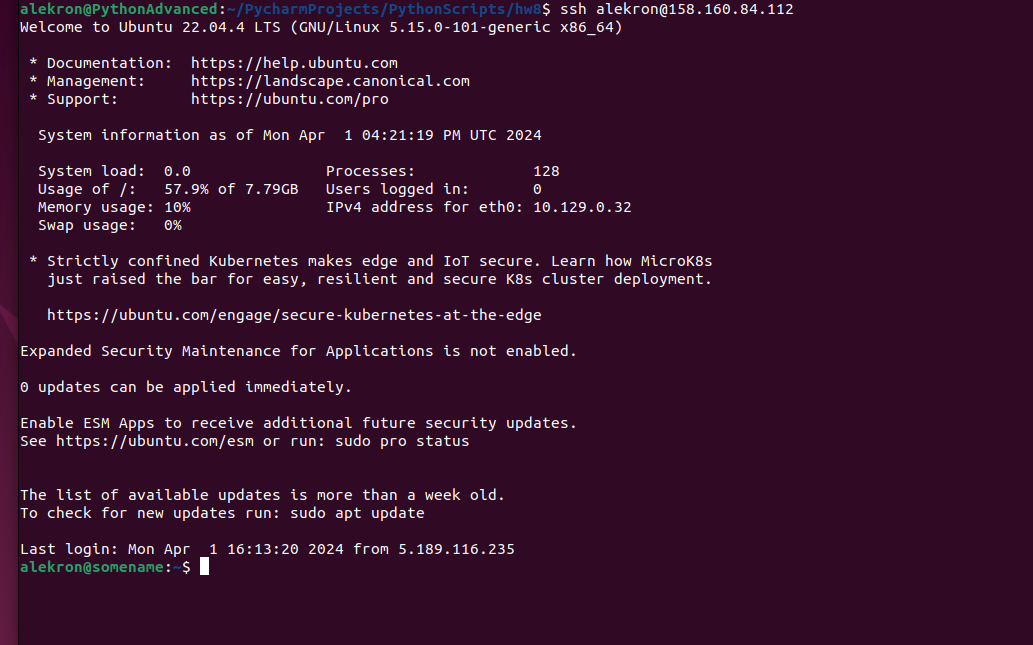 alekron@PythonAdvanced:~/PycharmProjects/PythonScripts/hw8$ ssh alekron@158.160.84.112
Welcome to Ubuntu 22.04.4 LTS (GNU/Linux 5.15.0-101-generic x86_64)
* Documentation:  https://help.ubuntu.com
* Management:     https://landscape.canonical.com
* Support:        https://ubuntu.com/pro
System information as of Mon Apr  1 04:21:19 PM UTC 2024
System load:  0.0               Processes:             128
Usage of /:   57.9% of 7.79GB   Users logged in:       0
Memory usage: 10%               IPv4 address for eth0: 10.129.0.32
Swap usage:   0%
* Strictly confined Kubernetes makes edge and IoT secure. Learn how MicroK8s
just raised the bar for easy, resilient and secure K8s cluster deployment.
https://ubuntu.com/engage/secure-kubernetes-at-the-edge
Expanded Security Maintenance for Applications is not enabled.
0 updates can be applied immediately.
Enable ESM Apps to receive additional future security updates.
See https://ubuntu.com/esm or run: sudo pro status
The list of available updates is more than a week old.
To check for new updates run: sudo apt update
Last login: Mon Apr  1 16:13:20 2024 from 5.189.116.235
alekron@somename:~$